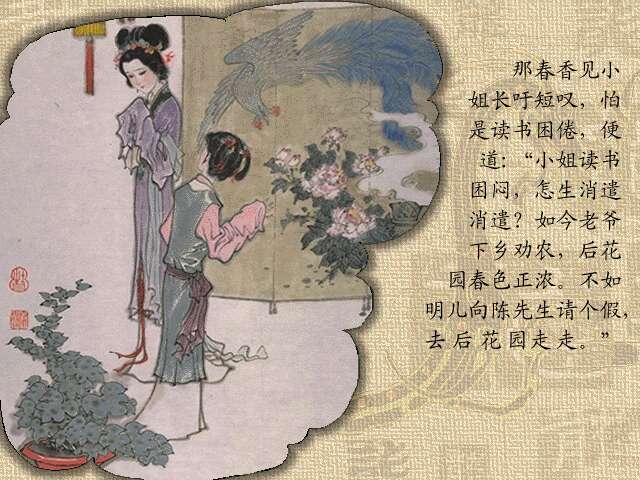 那春香见小
姐长吁短叹，怕
是读书困倦，便
道：“小姐读书
困闷，怎生消遣
消遣？如今老爷
下乡劝农，后花
园春色正浓。不如
明儿向陈先生请个假，
去后花园走走。”